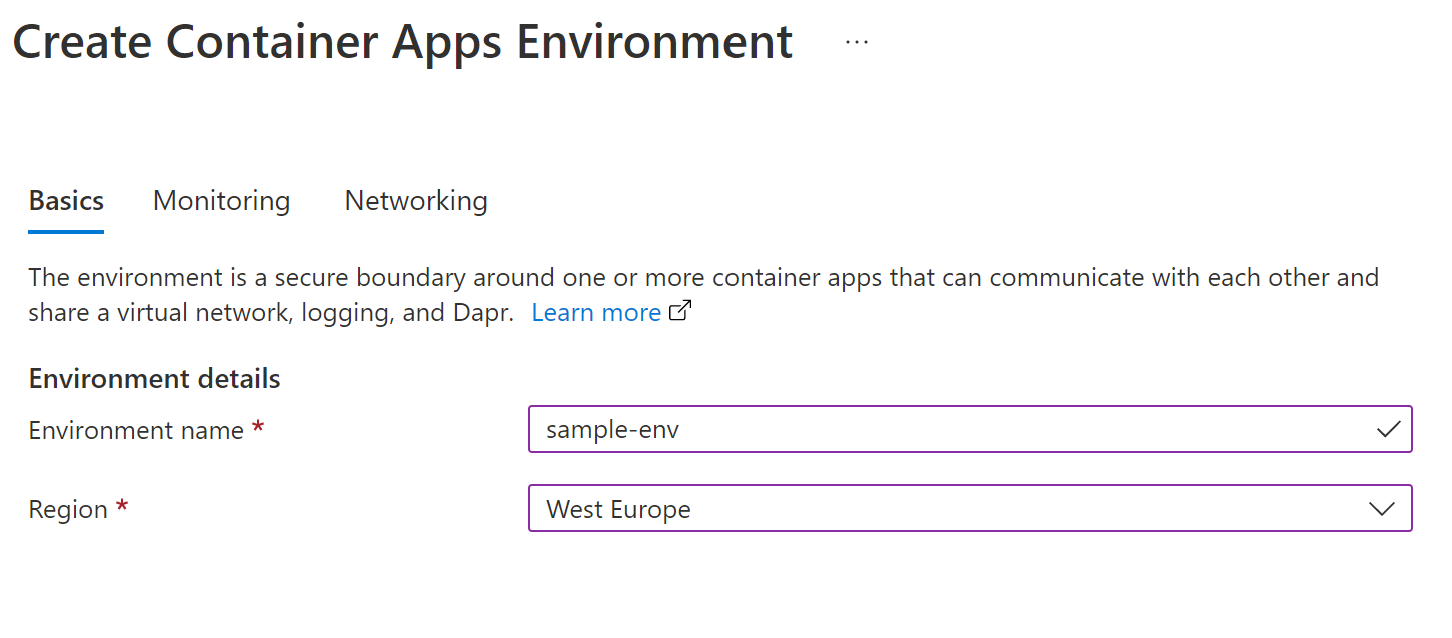 Create Container Apps Environment ...
Basics Monitoring Networking
The environment is a secure boundary around one or more container apps that can communicate with each other and
share a virtual network, logging, and Dapr. Learn more
Environment details
Environment name * sample-env
Region * West Europe